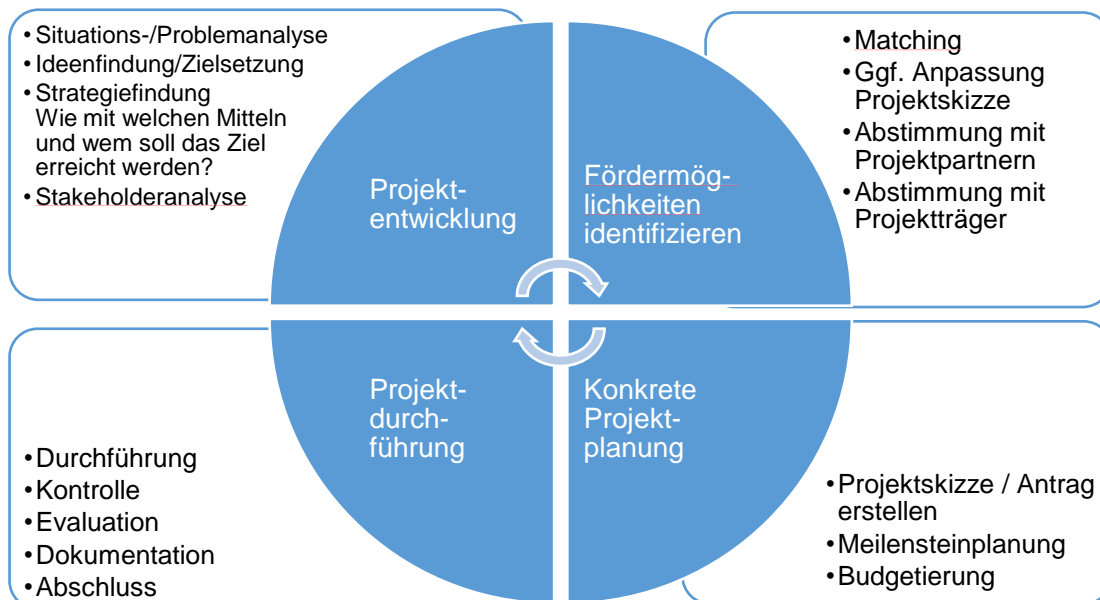 • Situations-/Problemanalyse
• Ideenfindung/Zielsetzung
• Strategiefindung
Wie mit welchen Mitteln
und wem soll das Ziel
erreicht werden?
• Stakeholderanalyse
Projekt-
entwicklung
Fördermög-
lichkeiten
identifizieren
• Matching
• Ggf. Anpassung
Projektskizze
• Abstimmung mit
Projektpartnern
• Abstimmung mit
Projektträger
• Durchführung
• Kontrolle
• Evaluation
• Dokumentation
• Abschluss
Projekt-
durch-
führung
Konkrete
Projekt-
planung
• Projektskizze / Antrag
erstellen
• Meilensteinplanung
• Budgetierung